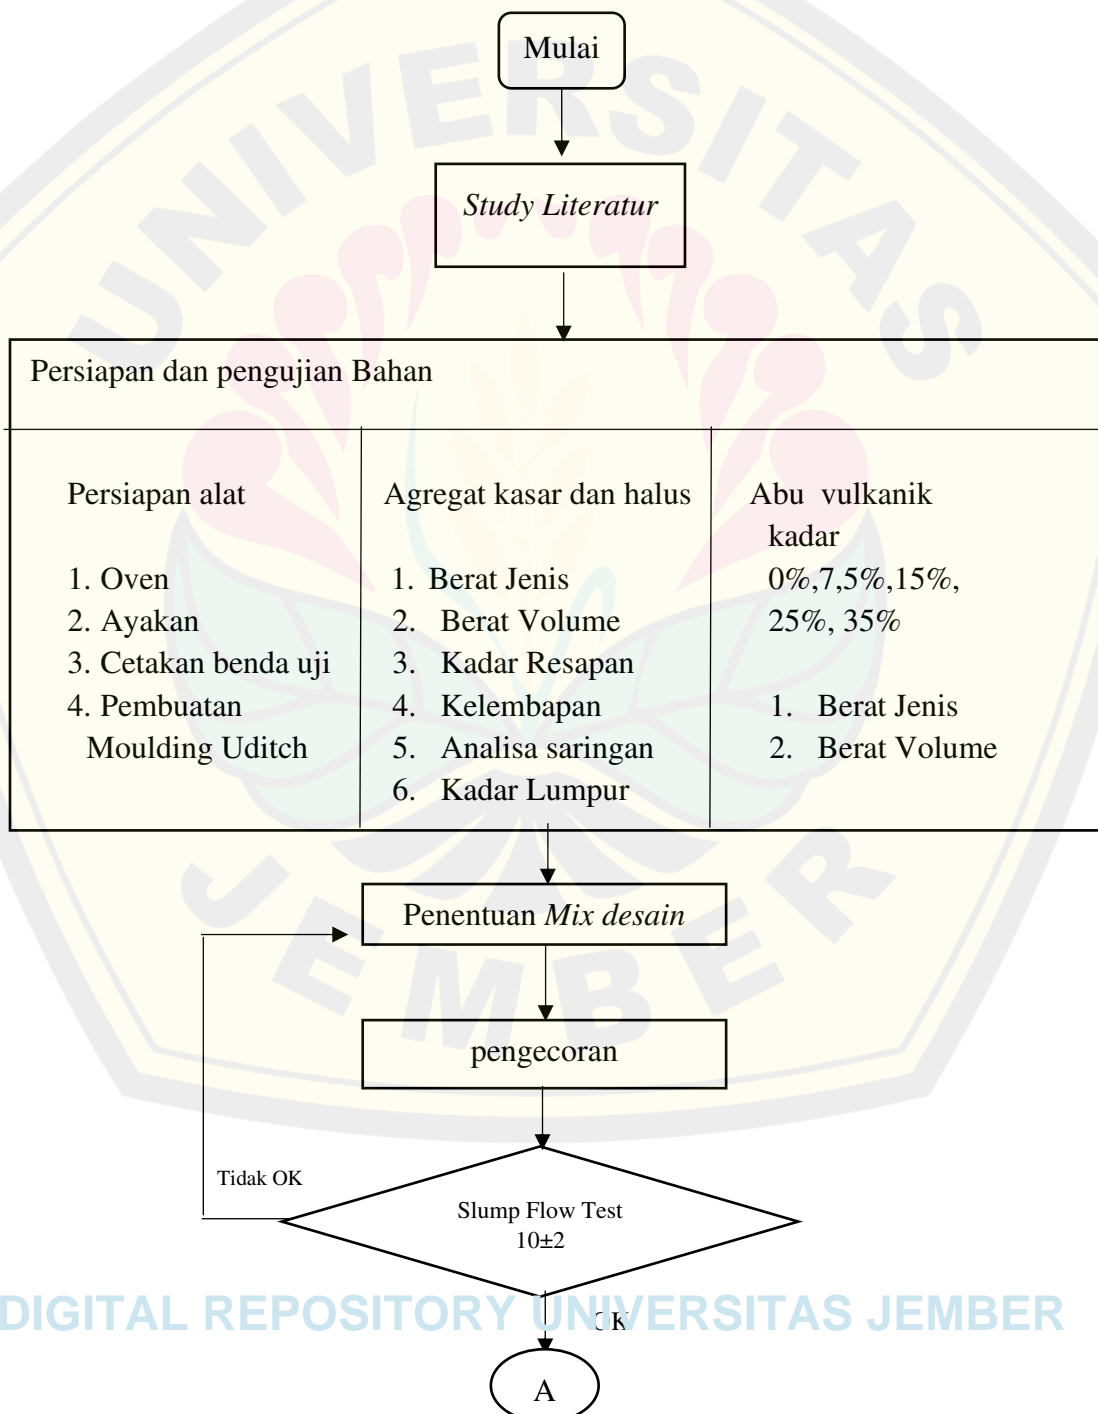 Mulai
Study Literatur
Persiapan dan pengujian Bahan
Persiapan alat
1. Oven
2. Ayakan
3. Cetakan benda uji
4. Pembuatan
Moulding Uditch
Agregat kasar dan halus
1. Berat Jenis
2. Berat Volume
3. Kadar Resapan
4. Kelembapan
5. Analisa saringan
6. Kadar Lumpur
Abu vulkanik
kadar
0%,7,5%,15%,
25%, 35%
1. Berat Jenis
2. Berat Volume
Penentuan Mix desain
pengecoran
Tidak OK
Slump Flow Test
10±2
OK
A
UNIVERSITAS
JEMBER
DIGITAL REPOSITORY UNIVERSITAS JEMBER